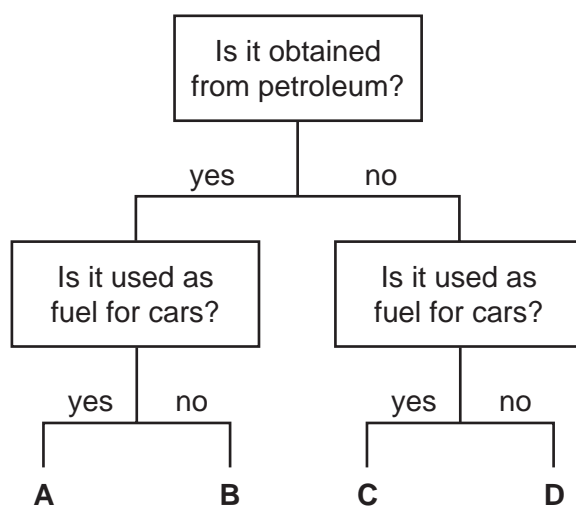 Is it obtained
from petroleum?
yes no
Is it used as
fuel for cars?
Is it used as
fuel for cars?
yes no
yes no
A B C D